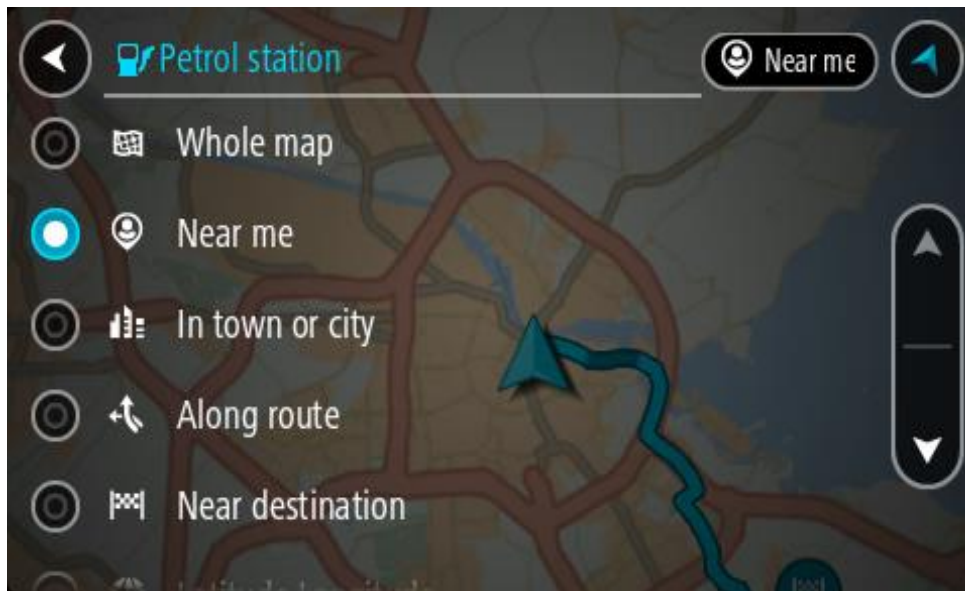 Petrol station Near me
Whole map
Near me
In town or city
Along route
Near destination